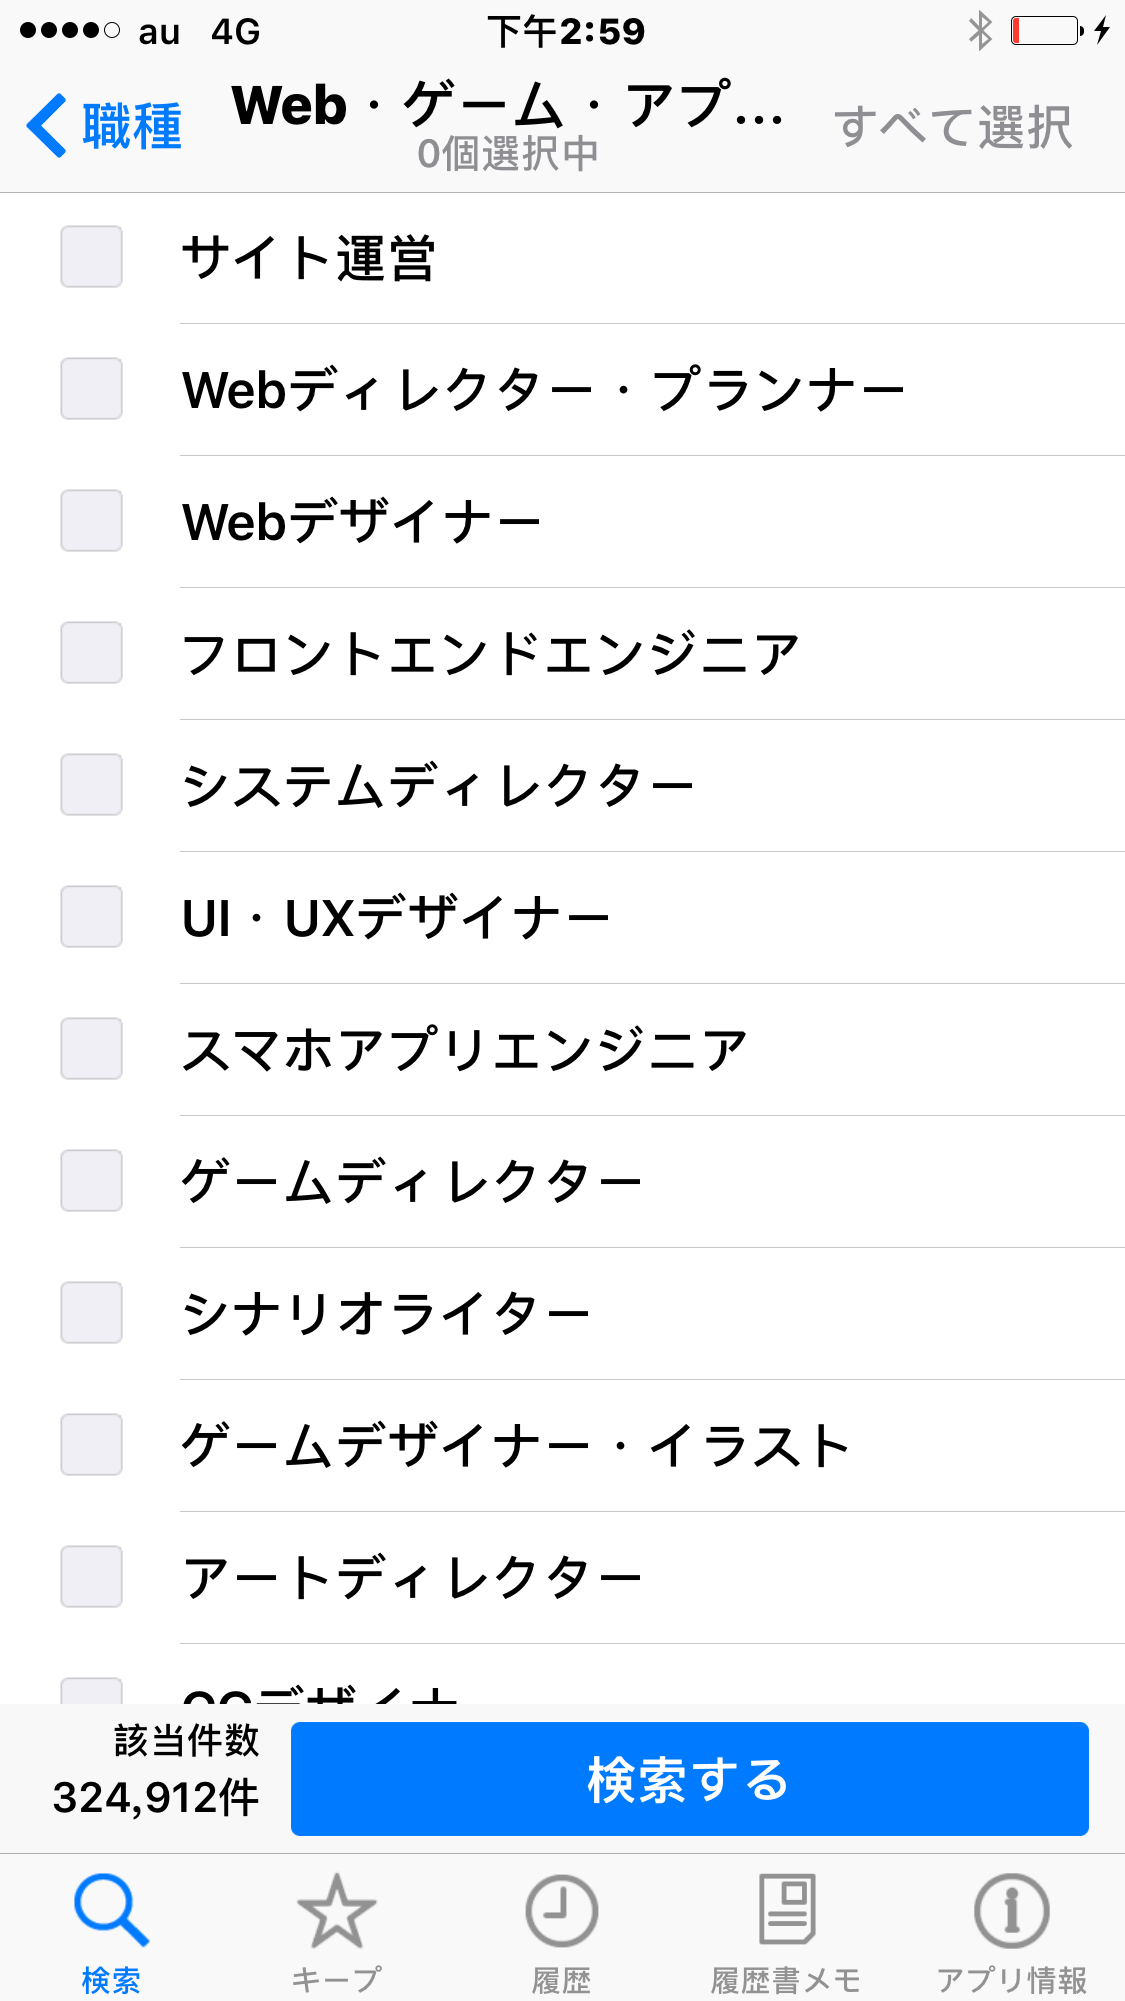 au 4G 下午2:59
職種
Web・ゲーム・アプ...
0個選択中
すべて選択
サイト運営
Webディレクター・プランナー
Webデザイナー
フロントエンドエンジニア
システムディレクター
UI・UXデザイナー
スマホアプリエンジニア
ゲームディレクター
シナリオライター
ゲームデザイナー・イラスト
アートディレクター
該当件数
324,912件
検索する
検索
キープ
履歴
履歴書メモ
アプリ情報